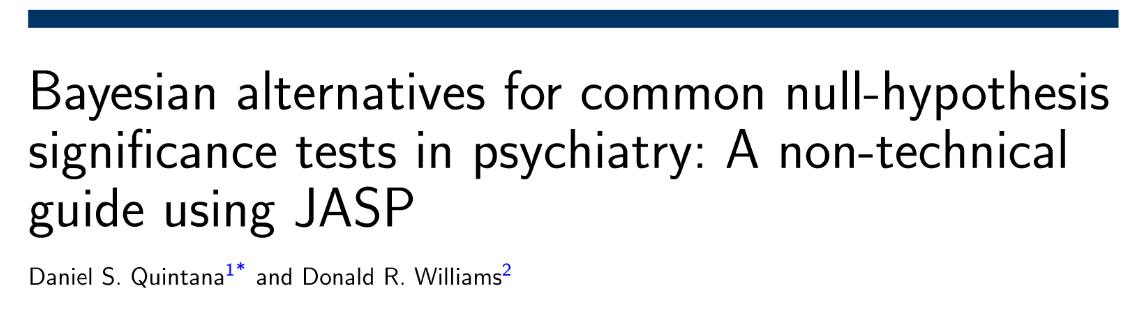 Bayesian alternatives for common null-hypothesis
significance tests in psychiatry: A non-technical
guide using JASP
Daniel S. Quintana1* and Donald R. Williams2